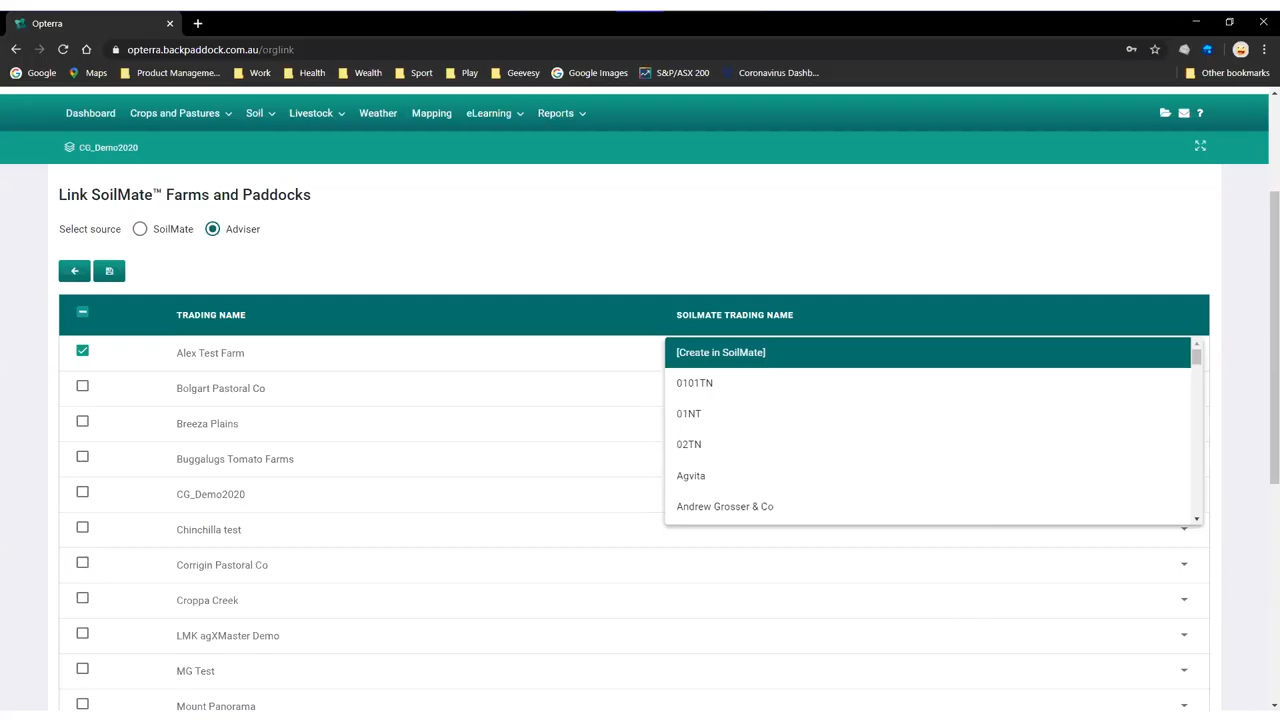 Opterra
opterra.backpaddock.com.au/orglink
Google Maps Product Manageme... Work Health Wealth Sport Play Geevesy Google Images S&P/ASX 200 Coronavirus Dashb... Other bookmarks
Dashboard Crops and Pastures Soil Livestock Weather Mapping eLearning Reports ?
CG_Demo2020
Link SoilMate™ Farms and Paddocks
Select source SoilMate Adviser
TRADING NAME SOILMATE TRADING NAME
Alex Test Farm [Create in SoilMate]
0101TN
Bolgart Pastoral Co
01NT
Breeza Plains
02TN
Buggalugs Tomato Farms
Agvita
CG_Demo2020
Andrew Grosser & Co
Chinchilla test
Corrigin Pastoral Co
Croppa Creek
LMK agXMaster Demo
MG Test
Mount Panorama